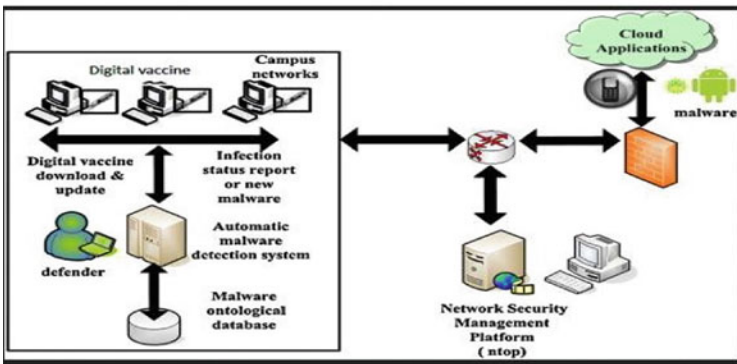 Digital vaccine
Campus
networks
Digital vaccine
download &
update
Infection
status report
or new
malware
defender
Automatic
malware
detection system
Malware
ontological
database
Cloud
Applications
malware
Network Security
Management
Platform
( ntop)